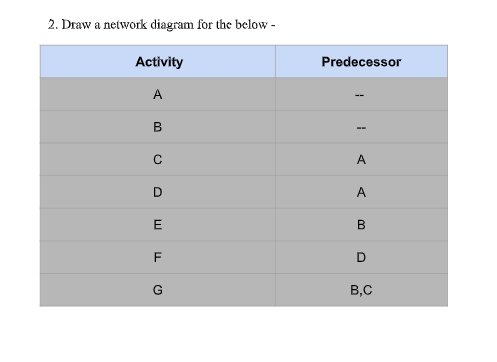 2. Draw a network diagram for the below -
Activity Predecessor
A --
B --
C A
D A
E B
F D
G B,C